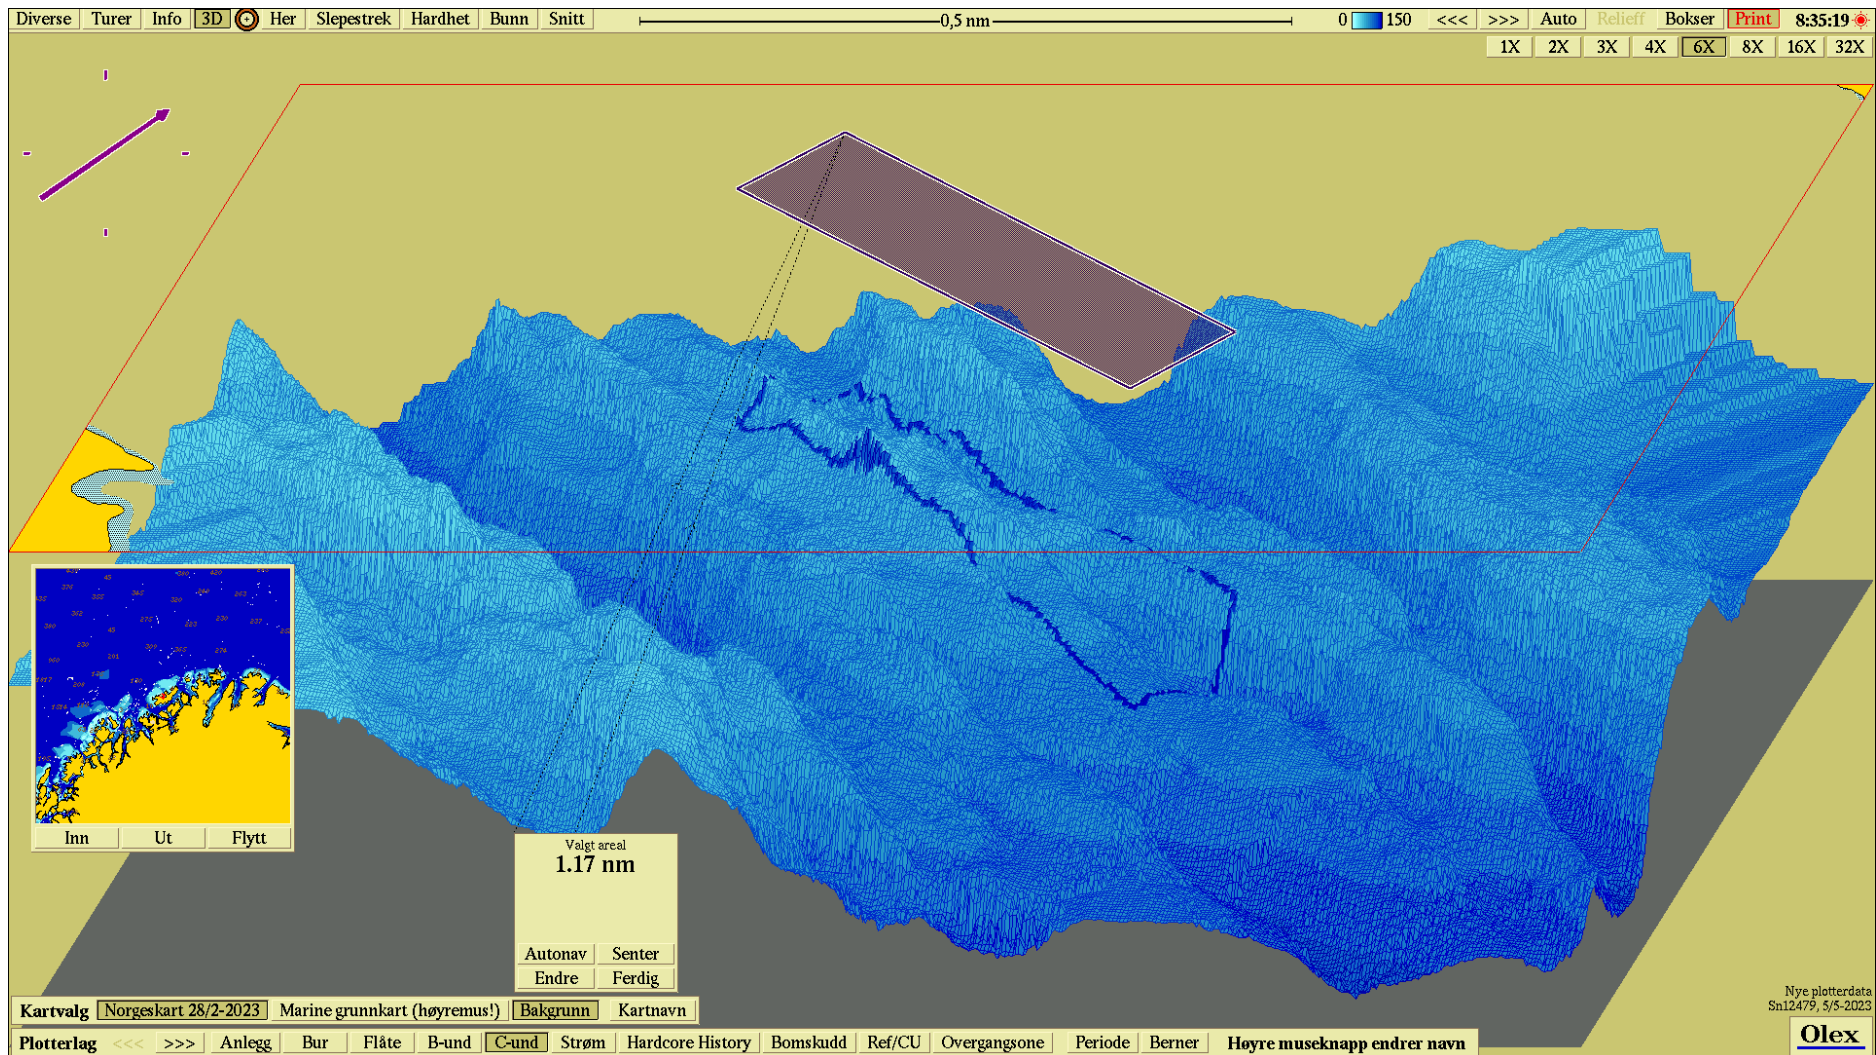 Diverse Turer Info 3D Her Slepestrek Hardhet Bunn Snitt 0,5 nm 0 150 <<< >>> Auto Relieff Bokser Print 8:35:19
1X 2X 3X 4X 6X 8X 16X 32X
Inn Ut Flytt
Valgt areal
1.17 nm
Autonav Senter
Endre Ferdig
Nye plotterdata
Sn12479, 5/5-2023
Kartvalg Norgeskart 28/2-2023 Marine grunnkart (høyremus!) Bakgrunn Kartnavn
Plotterlag <<< >>> Anlegg Bur Flåte B-und C-und Strøm Hardcore History Bomskudd Ref/CU Overgangsone Periode Berner Høyre museknapp endrer navn
Olex